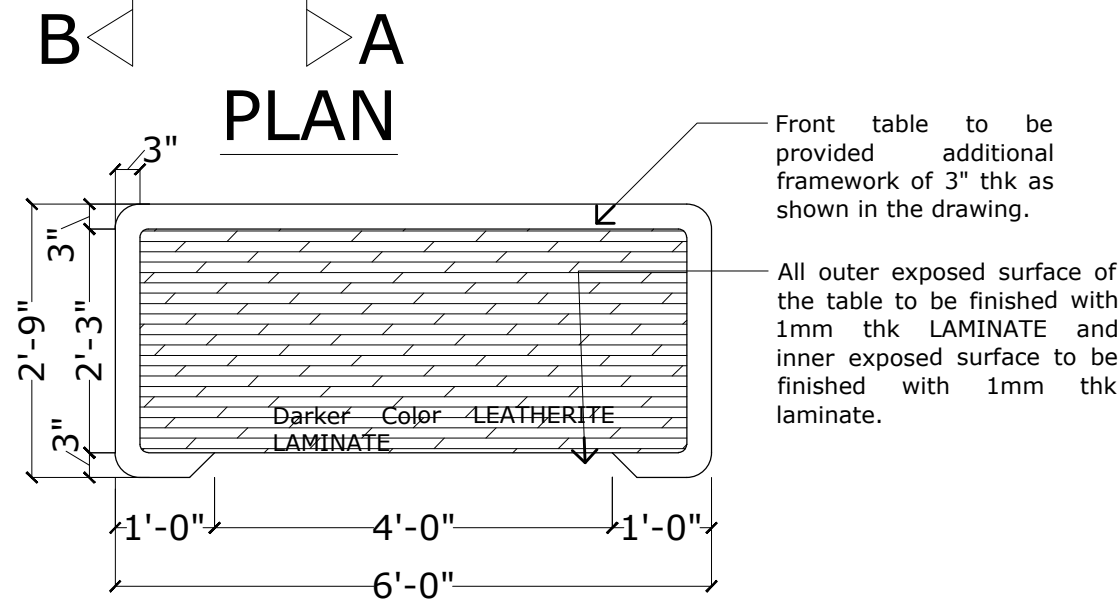 B A
PLAN
3"
Front table to be
provided additional
framework of 3" thk as
shown in the drawing.
3"
2'-9"
2'-3"
3"
All outer exposed surface of
the table to be finished with
1mm thk LAMINATE and
inner exposed surface to be
finished with 1mm thk
laminate.
Darker Color LEATHERITE
LAMINATE
1'-0" 4'-0" 1'-0"
6'-0"